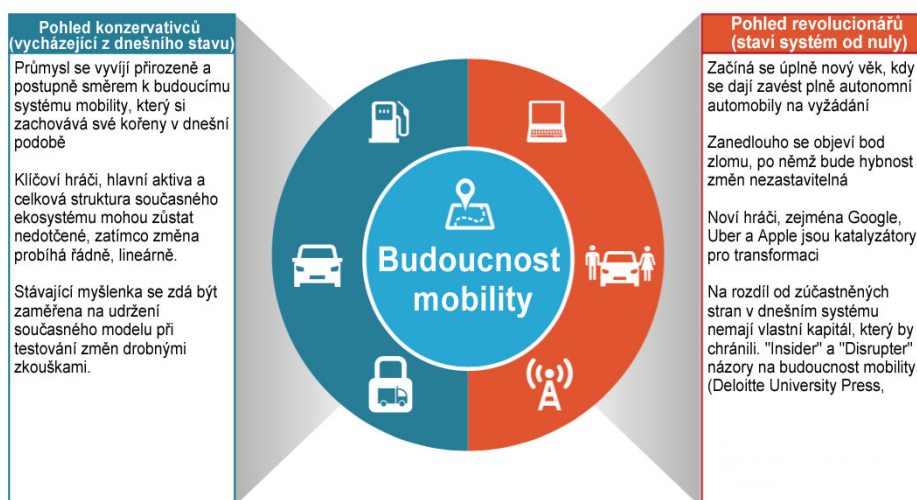 Pohled konzervativců
(vycházející z dnešního stavu)
Průmysl se vyvíjí přirozeně a
postupně směrem k budoucímu
systému mobility, který si
zachovává své kořeny v dnešní
podobě
Klíčoví hráči, hlavní aktiva a
celková struktura současného
ekosystému mohou zůstat
nedotčené, zatímco změna
probíhá řádně, lineárně.
Stávající myšlenka se zdá být
zaměřena na udržení
současného modelu při
testování změn drobnými
zkouškami.
Budoucnost
mobility
Pohled revolucionářů
(staví systém od nuly)
Začíná se úplně nový věk, kdy
se dají zavést plně autonomní
automobily na vyžádání
Zanedlouho se objeví bod
zlomu, po němž bude hybnost
změn nezastavitelná
Noví hráči, zejména Google,
Uber a Apple jsou katalyzátory
pro transformaci
Na rozdíl od zúčastněných
stran v dnešním systému
nemají vlastní kapitál, který by
chránili. "Insider" a "Disrupter"
názory na budoucnost mobility.
(Deloitte University Press,